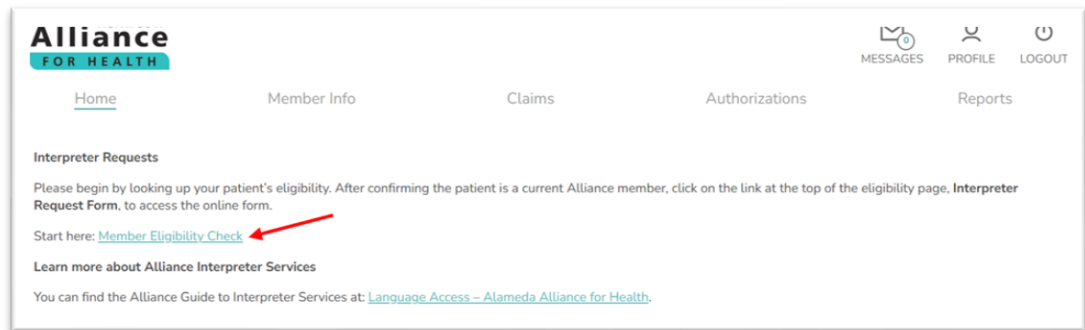 Alliance
FOR HEALTH
0
MESSAGES
PROFILE
LOGOUT
Home
Member Info
Claims
Authorizations
Reports
Interpreter Requests
Please begin by looking up your patient's eligibility. After confirming the patient is a current Alliance member, click on the link at the top of the eligibility page, Interpreter
Request Form, to access the online form.
Start here: Member Eligibility Check
Learn more about Alliance Interpreter Services
You can find the Alliance Guide to Interpreter Services at: Language Access – Alameda Alliance for Health.